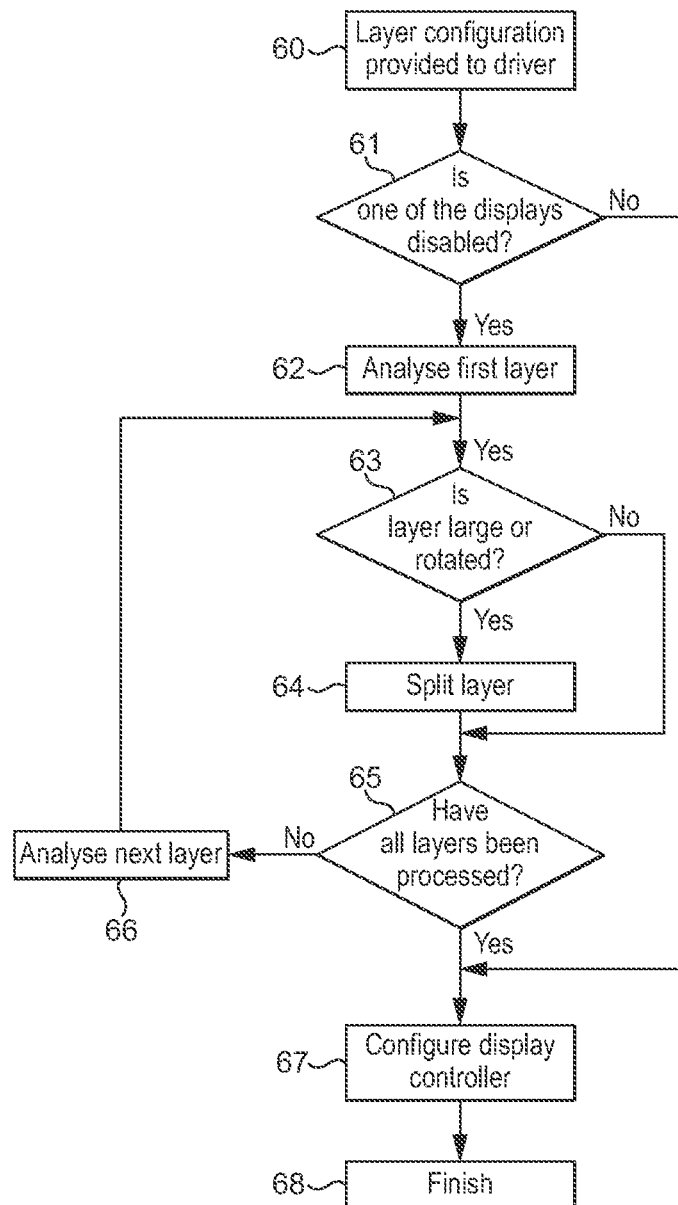 60
Layer configuration
provided to driver
61
Is
one of the displays
disabled?
No
Yes
62
Analyse first layer
Yes
63
Is
layer large or
rotated?
No
Yes
64
Split layer
65
Have
all layers been
processed?
No
Analyse next layer
66
Yes
67
Configure display
controller
68
Finish